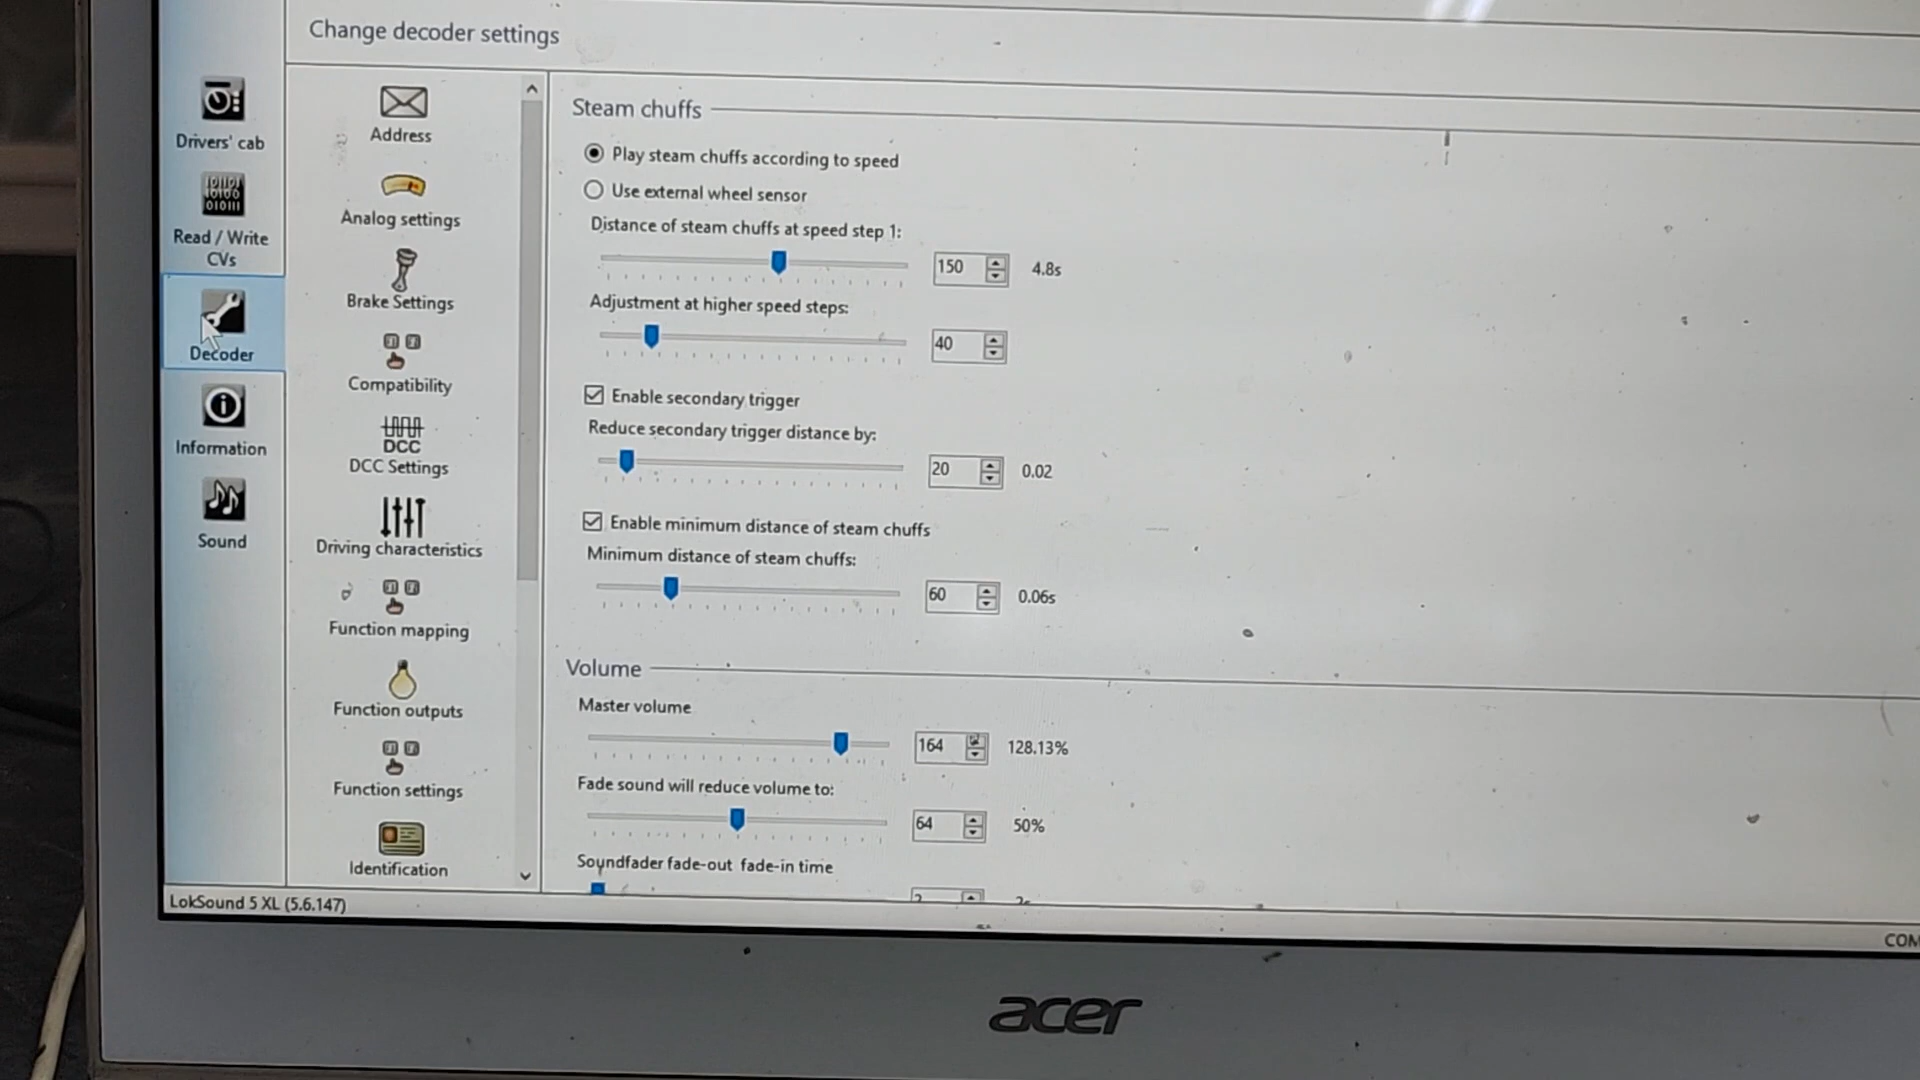 Change decoder settings
Drivers' cab
Read / Write
CVs
Decoder
Information
Sound
Address
Analog settings
Brake Settings
Compatibility
DCC
DCC Settings
Driving characteristics
Function mapping
Function outputs
Function settings
Identification
Steam chuffs
Play steam chuffs according to speed
Use external wheel sensor
Distance of steam chuffs at speed step 1:
150 4.8s
Adjustment at higher speed steps:
40
Enable secondary trigger
Reduce secondary trigger distance by:
20 0.02
Enable minimum distance of steam chuffs
Minimum distance of steam chuffs:
60 0.06s
Volume
Master volume
164 128.13%
Fade sound will reduce volume to:
64 50%
Soundfader fade-out fade-in time
LokSound 5 XL (5.6.147)
COM
acer